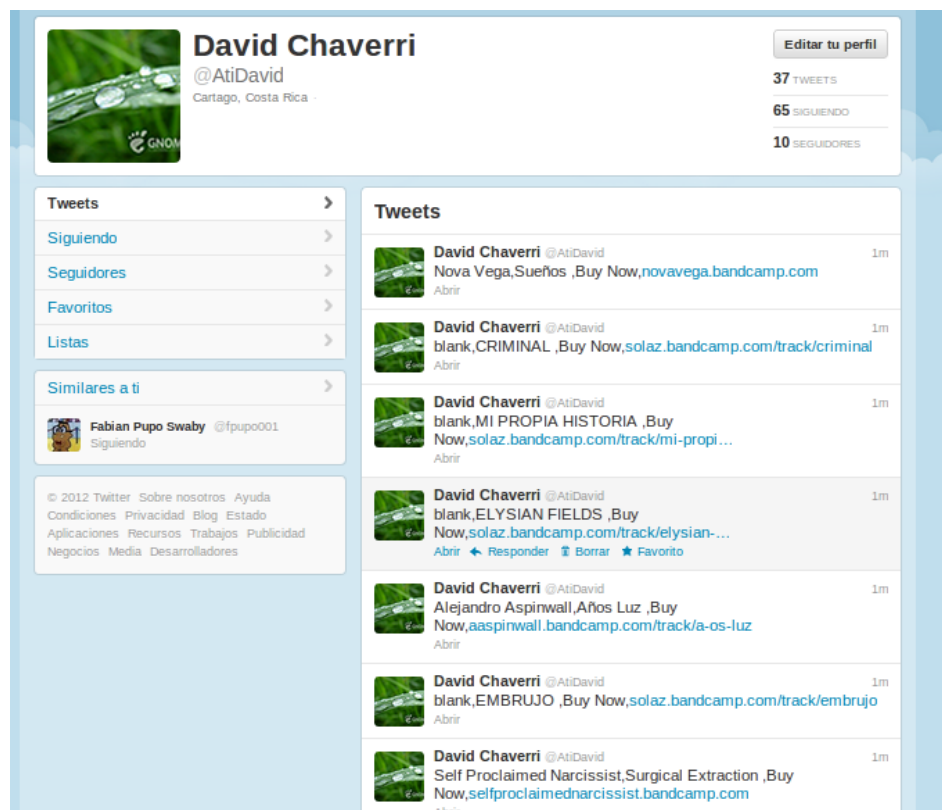 David Chaverri
@AtiDavid
Cartago, Costa Rica ·
GNOM
Editar tu perfil
37 TWEETS
65 SIGUIENDO
10 SEGUIDORES
Tweets
Siguiendo
Seguidores
Favoritos
Listas
Similares a ti
Fabian Pupo Swaby @fpupo001
Siguiendo
© 2012 Twitter Sobre nosotros Ayuda
Condiciones Privacidad Blog Estado
Aplicaciones Recursos Trabajos Publicidad
Negocios Media Desarrolladores
Tweets
David Chaverri @AtiDavid 1m
Nova Vega,Sueños ,Buy Now,novavega.bandcamp.com
Abrir
David Chaverri @AtiDavid 1m
blank,CRIMINAL ,Buy Now,solaz.bandcamp.com/track/criminal
Abrir
David Chaverri @AtiDavid 1m
blank,MI PROPIA HISTORIA ,Buy
Now,solaz.bandcamp.com/track/mi-propi…
Abrir
David Chaverri @AtiDavid 1m
blank,ELYSIAN FIELDS ,Buy
Now,solaz.bandcamp.com/track/elysian-…
Abrir Responder Borrar Favorito
David Chaverri @AtiDavid 1m
Alejandro Aspinwall,Años Luz ,Buy
Now,aaspinwall.bandcamp.com/track/a-os-luz
Abrir
David Chaverri @AtiDavid 1m
blank,EMBRUJO ,Buy Now,solaz.bandcamp.com/track/embrujo
Abrir
David Chaverri @AtiDavid 1m
Self Proclaimed Narcissist,Surgical Extraction ,Buy
Now,selfproclaimednarcissist.bandcamp.com